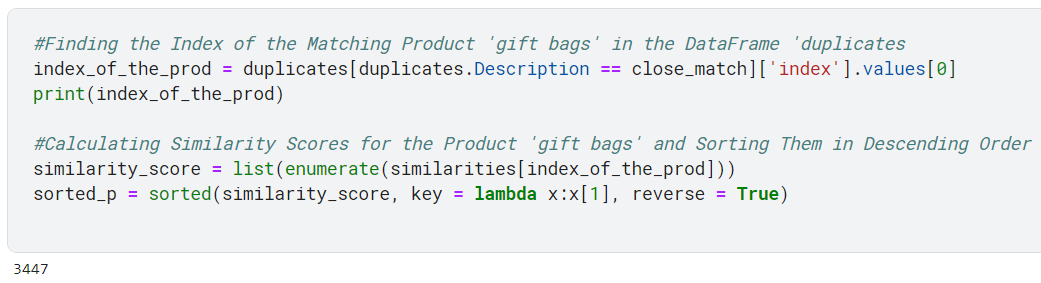 #Finding the Index of the Matching Product 'gift bags' in the DataFrame 'duplicates
index_of_the_prod = duplicates[duplicates.Description == close_match]['index'].values[0]
print(index_of_the_prod)
#Calculating Similarity Scores for the Product 'gift bags' and Sorting Them in Descending Order
similarity_score = list(enumerate(similarities[index_of_the_prod]))
sorted_p = sorted(similarity_score, key = lambda x:x[1], reverse = True)
3447